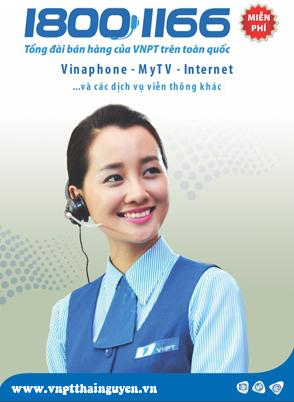 1800 1166
MIỄN
PHÍ
Tổng đài bán hàng của VNPT trên toàn quốc
Vinaphone - MyTV - Internet
...và các dịch vụ viễn thông khác
VNPT
www.vnptthainguyen.vn